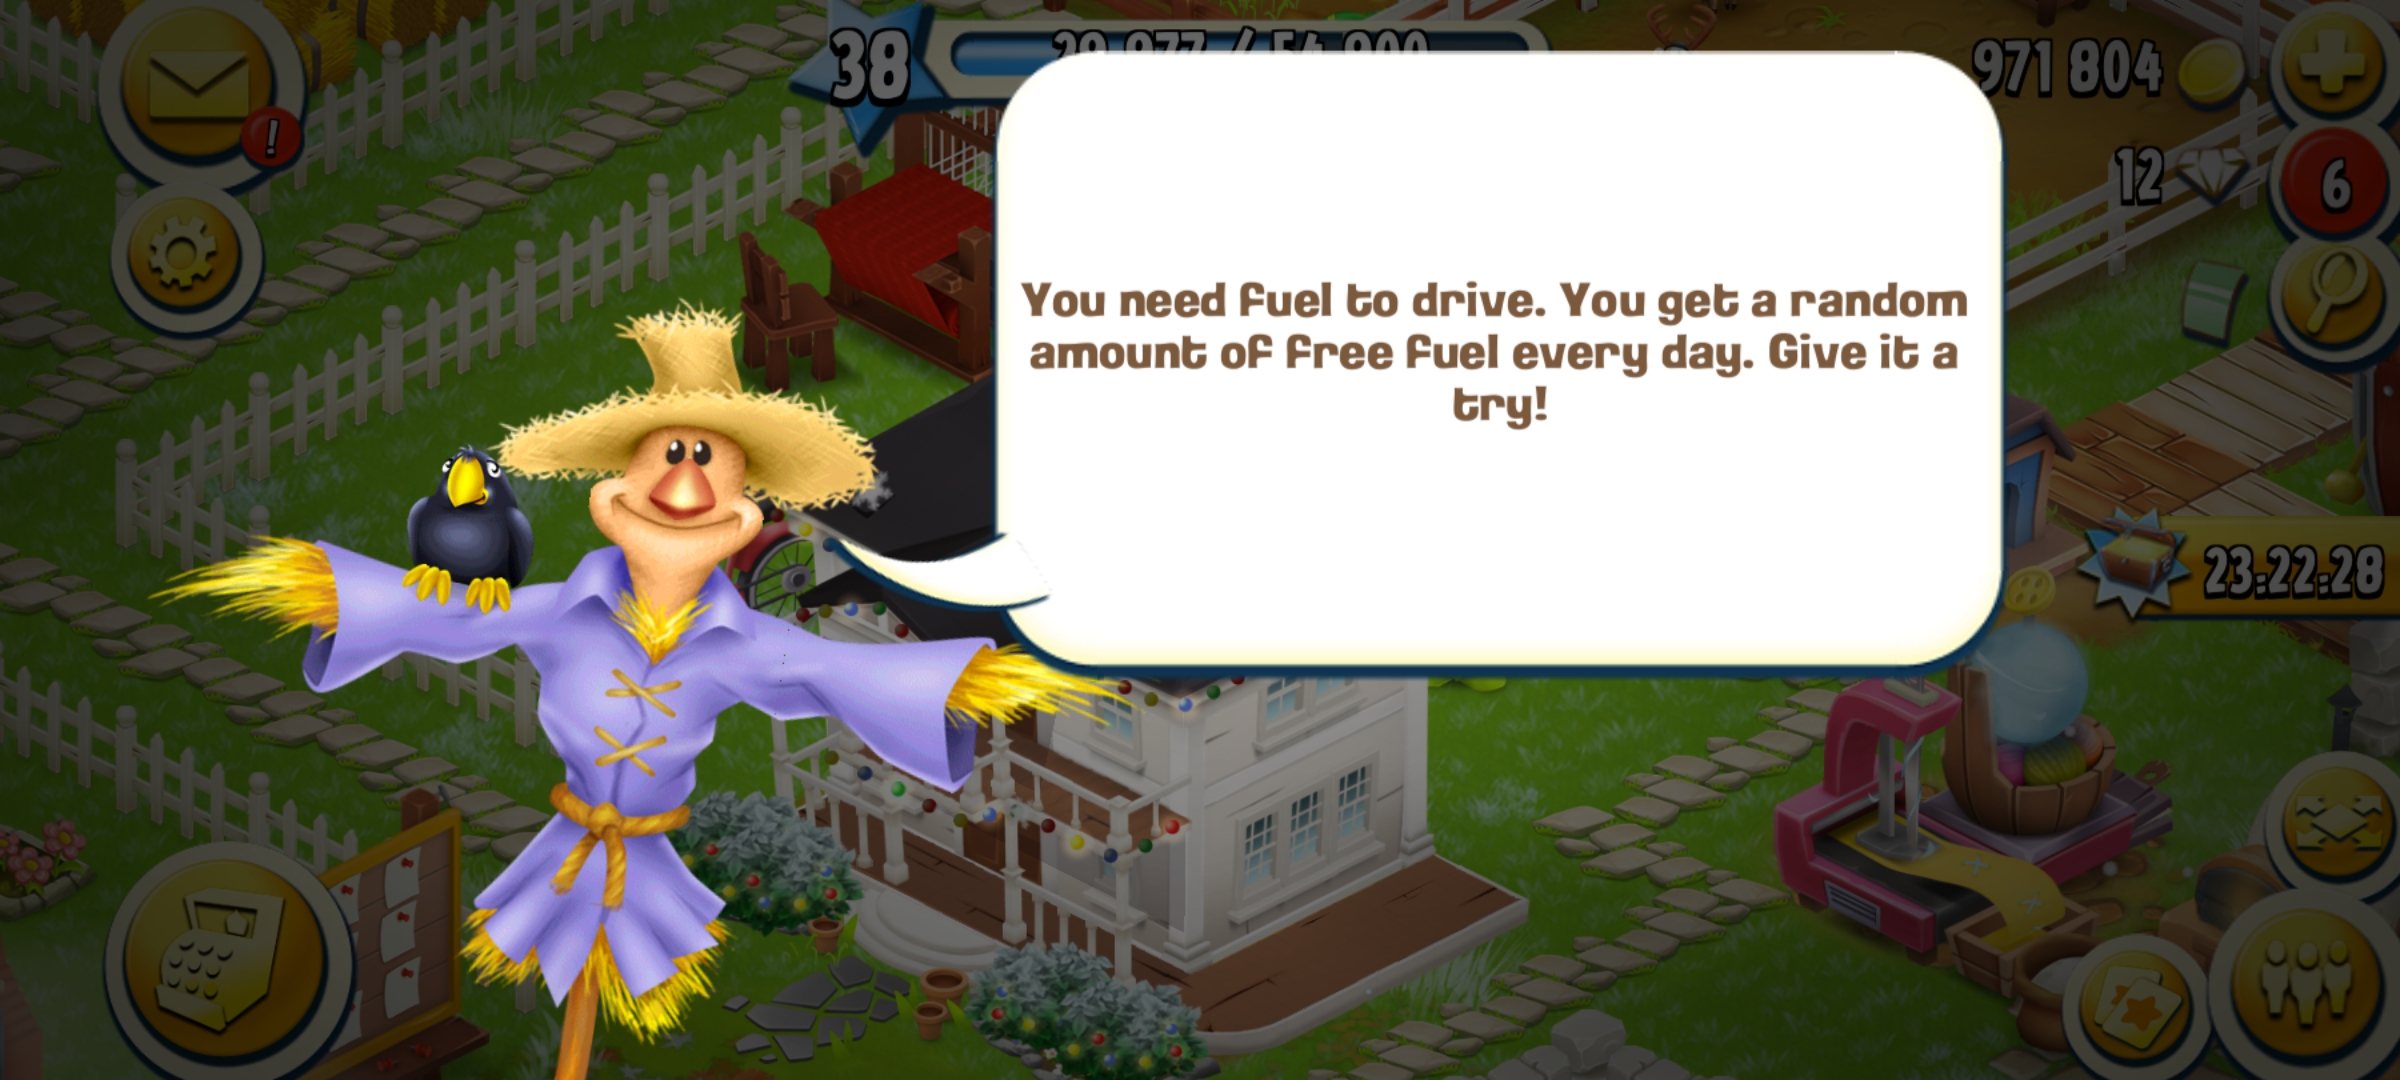 38
971 804
12
6
You need fuel to drive. You get a random
amount of free fuel every day. Give it a
try!
23:22:28